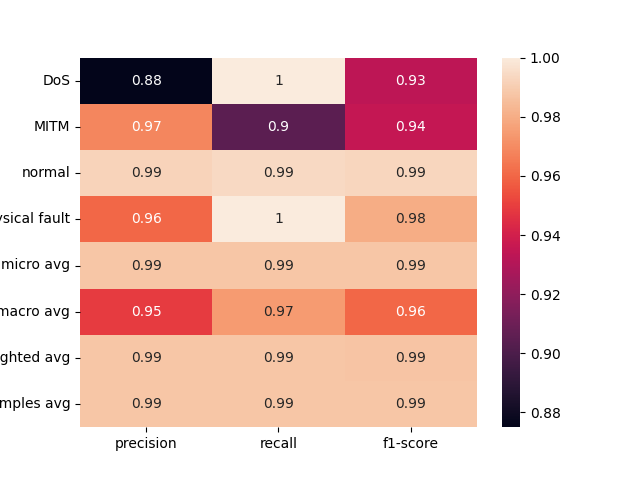 1.00
DoS 0.88 1 0.93
0.98
MITM 0.97 0.9 0.94
normal 0.99 0.99 0.99
0.96
ysical fault 0.96 1 0.98
0.94
micro avg 0.99 0.99 0.99
0.92
macro avg 0.95 0.97 0.96
0.90
ghted avg 0.99 0.99 0.99
mples avg 0.99 0.99 0.99
0.88
precision recall f1-score